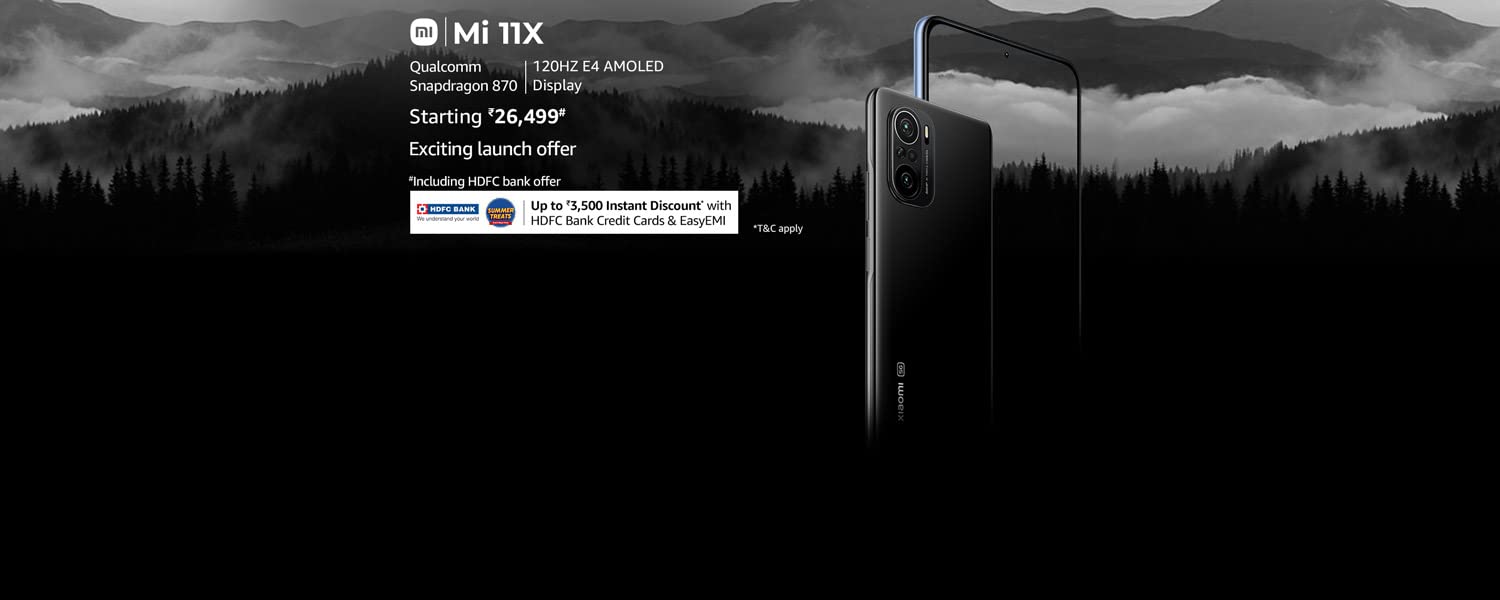 mi | Mi 11X
Qualcomm
Snapdragon 870
120HZ E4 AMOLED
Display
Starting ₹26,499#
Exciting launch offer
#Including HDFC bank offer
HDFC BANK
We understand your world
SUMMER
TREATS
Up to ₹3,500 Instant Discount* with
HDFC Bank Credit Cards & EasyEMI
*T&C apply
xiaomi 5G